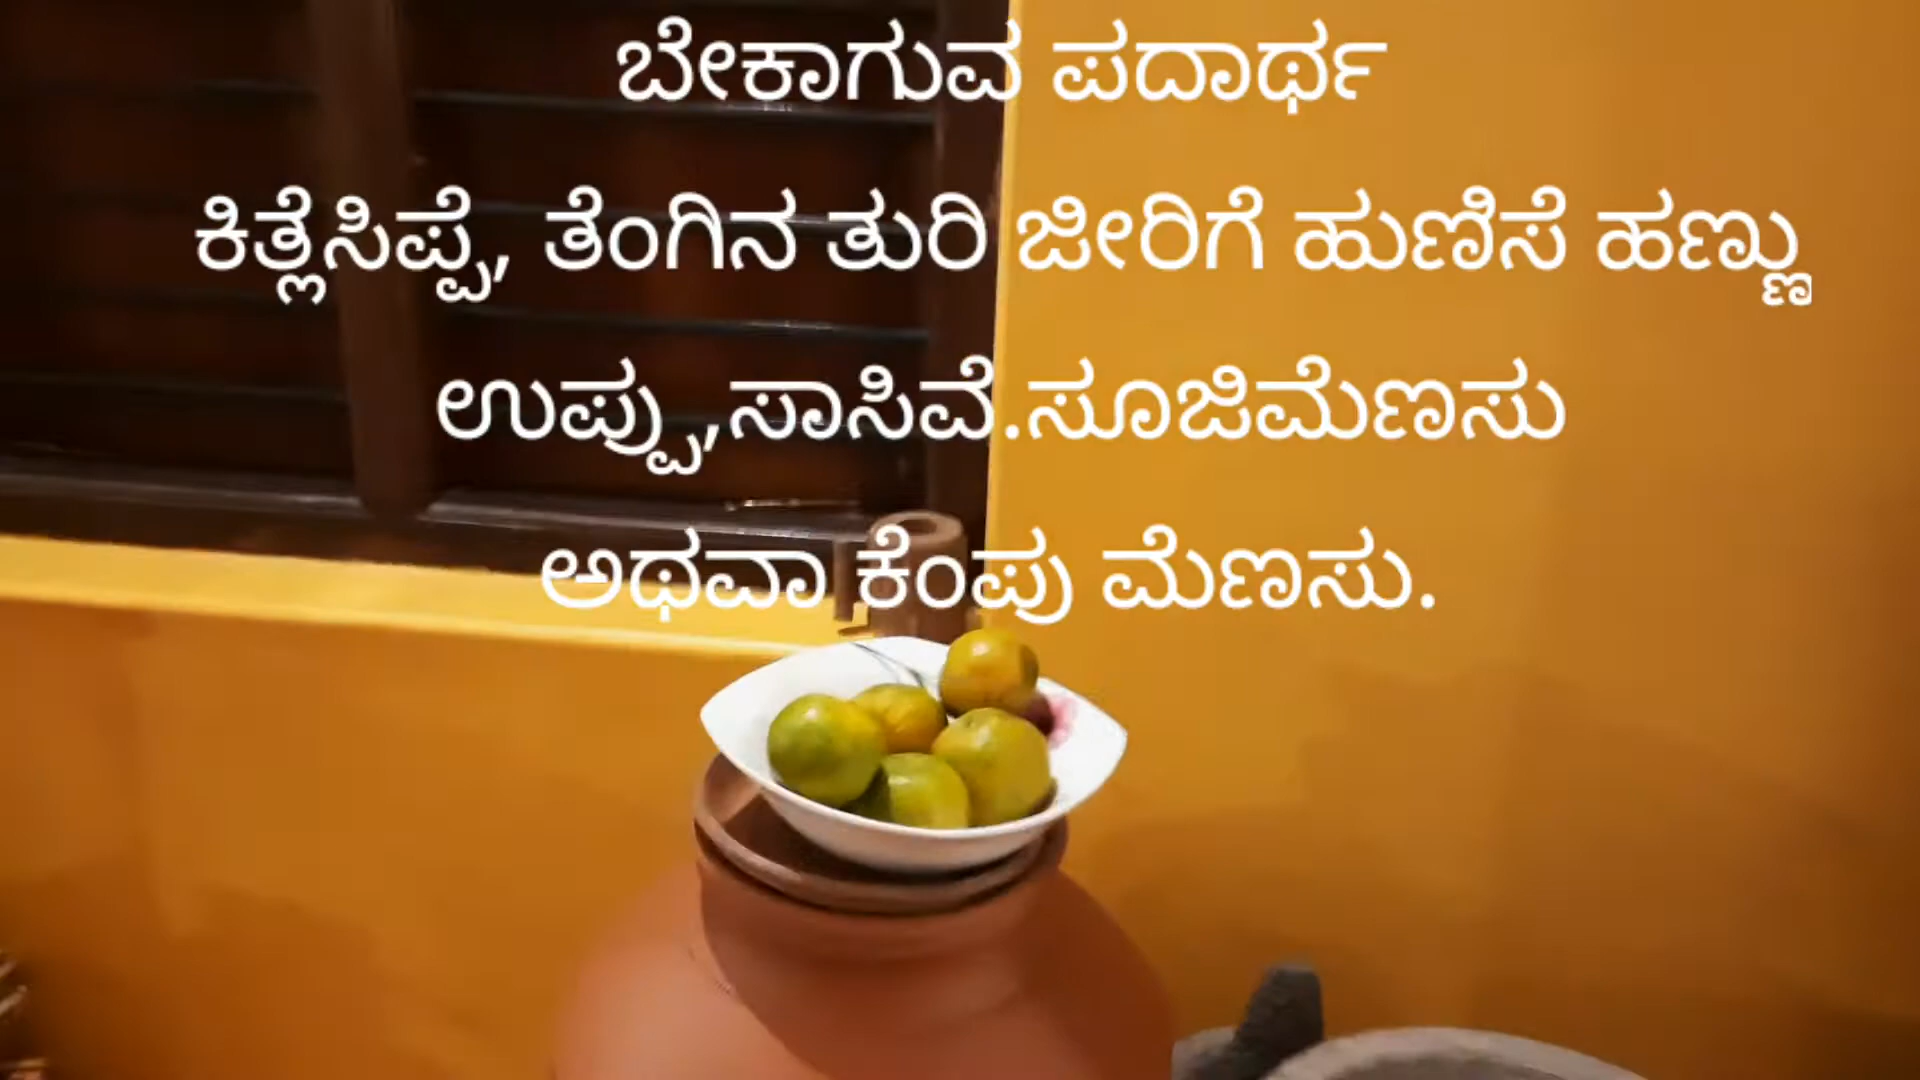 ಬೇಕಾಗುವ ಪದಾರ್ಥ
ಕಿತ್ಲೆಸಿಪ್ಪೆ, ತೆಂಗಿನ ತುರಿ ಜೀರಿಗೆ ಹುಣಿಸೆ ಹಣ್ಣು
ಉಪ್ಪು,ಸಾಸಿವೆ.ಸೂಜಿಮೆಣಸು
ಅಥವಾ ಕೆಂಪು ಮೆಣಸು.